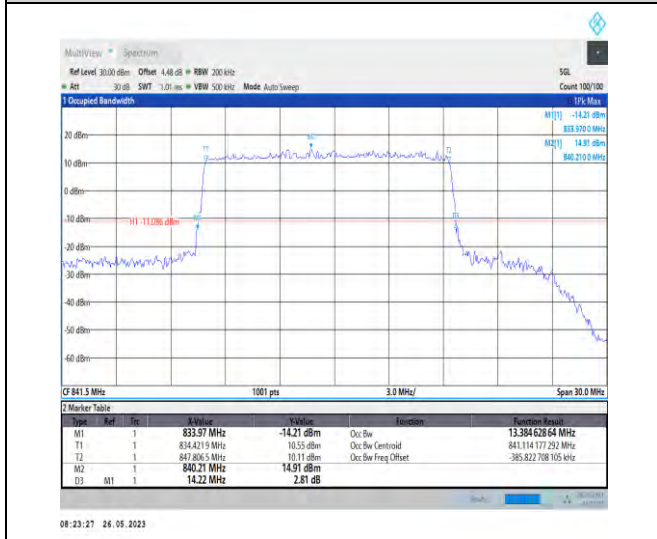 MultiView Spectrum
Ref Level 30.00 dBm Offset 4.48 dB RBW 200 kHz SGL
Att 30 dB SWT 1.01 ms VBW 500 kHz Mode Auto Sweep Count 100/100
1 Occupied Bandwidth 1Pk Max
M1[1] -14.21 dBm
833.9700 MHz
M2[1] 14.91 dBm
840.2100 MHz
20 dBm
T1 T2
10 dBm
0 dBm
-10 dBm
H1 -11.086 dBm
-20 dBm
-30 dBm
-40 dBm
-50 dBm
-60 dBm
CF 841.5 MHz 1001 pts 3.0 MHz/ Span 30.0 MHz
2 Marker Table
Type Ref Trc X-Value Y-Value Function Function Result
M1 1 833.97 MHz -14.21 dBm Occ Bw 13.384 628 64 MHz
T1 1 834.4219 MHz 10.55 dBm Occ Bw Centroid 841.114 177 292 MHz
T2 1 847.8065 MHz 10.11 dBm Occ Bw Freq Offset -385.822 708 105 kHz
M2 1 840.21 MHz 14.91 dBm
D3 M1 1 14.22 MHz 2.81 dB
08:23:27 26.05.2023